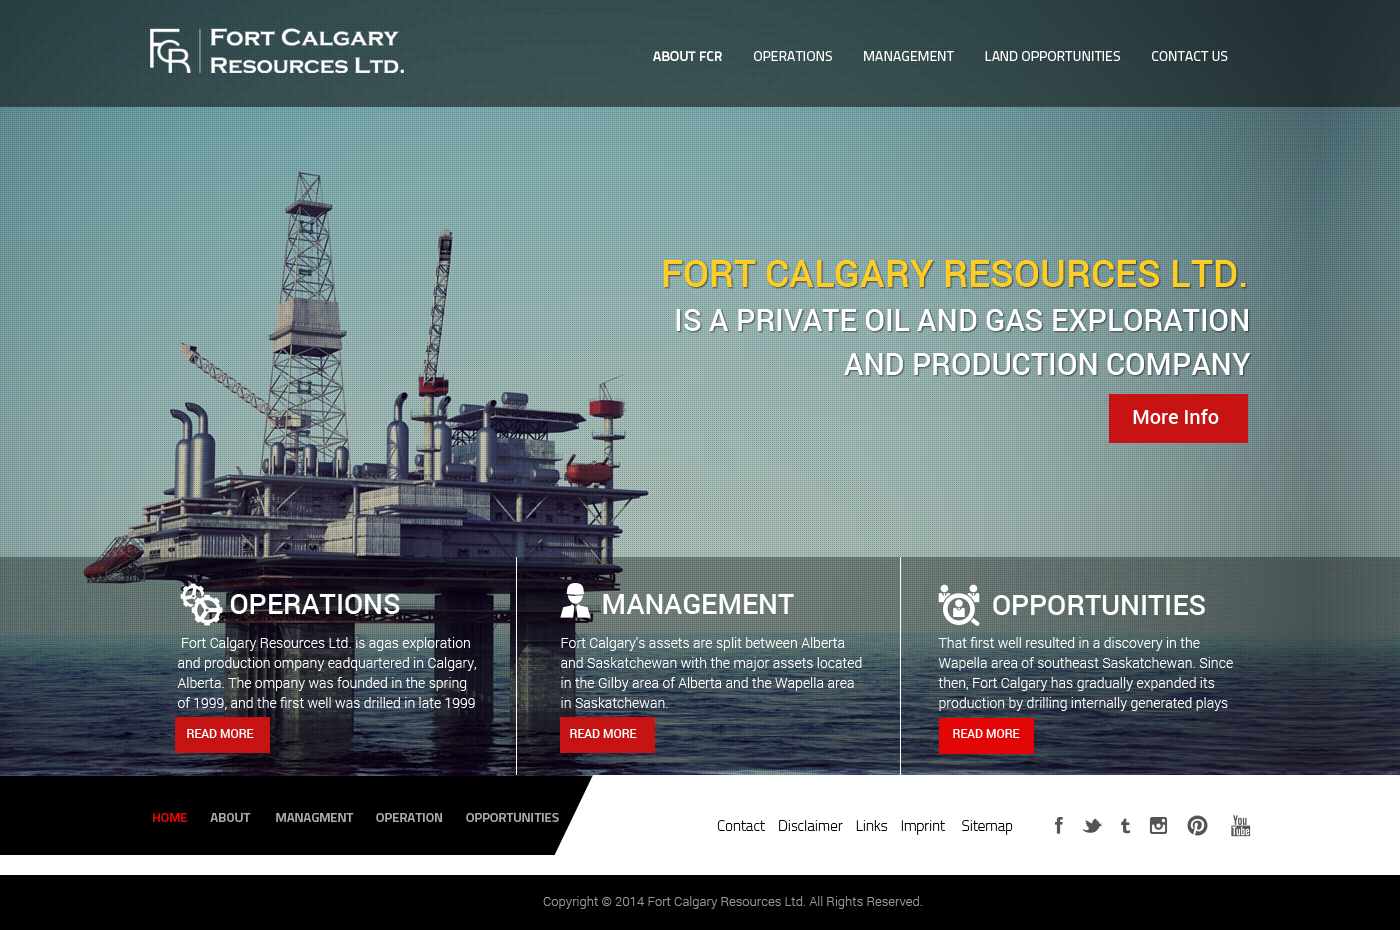 FCR
FORT CALGARY
RESOURCES LTD.
ABOUT FCR OPERATIONS MANAGEMENT LAND OPPORTUNITIES CONTACT US
FORT CALGARY RESOURCES LTD.
IS A PRIVATE OIL AND GAS EXPLORATION
AND PRODUCTION COMPANY
More Info
OPERATIONS
Fort Calgary Resources Ltd. is agas exploration
and production ompany eadquartered in Calgary,
Alberta. The ompany was founded in the spring
of 1999, and the first well was drilled in late 1999
READ MORE
MANAGEMENT
Fort Calgary's assets are split between Alberta
and Saskatchewan with the major assets located
in the Gilby area of Alberta and the Wapella area
in Saskatchewan.
READ MORE
OPPORTUNITIES
That first well resulted in a discovery in the
Wapella area of southeast Saskatchewan. Since
then, Fort Calgary has gradually expanded its
production by drilling internally generated plays
READ MORE
HOME ABOUT MANAGMENT OPERATION OPPORTUNITIES
Contact Disclaimer Links Imprint Sitemap
You
Tube
Copyright © 2014 Fort Calgary Resources Ltd. All Rights Reserved.